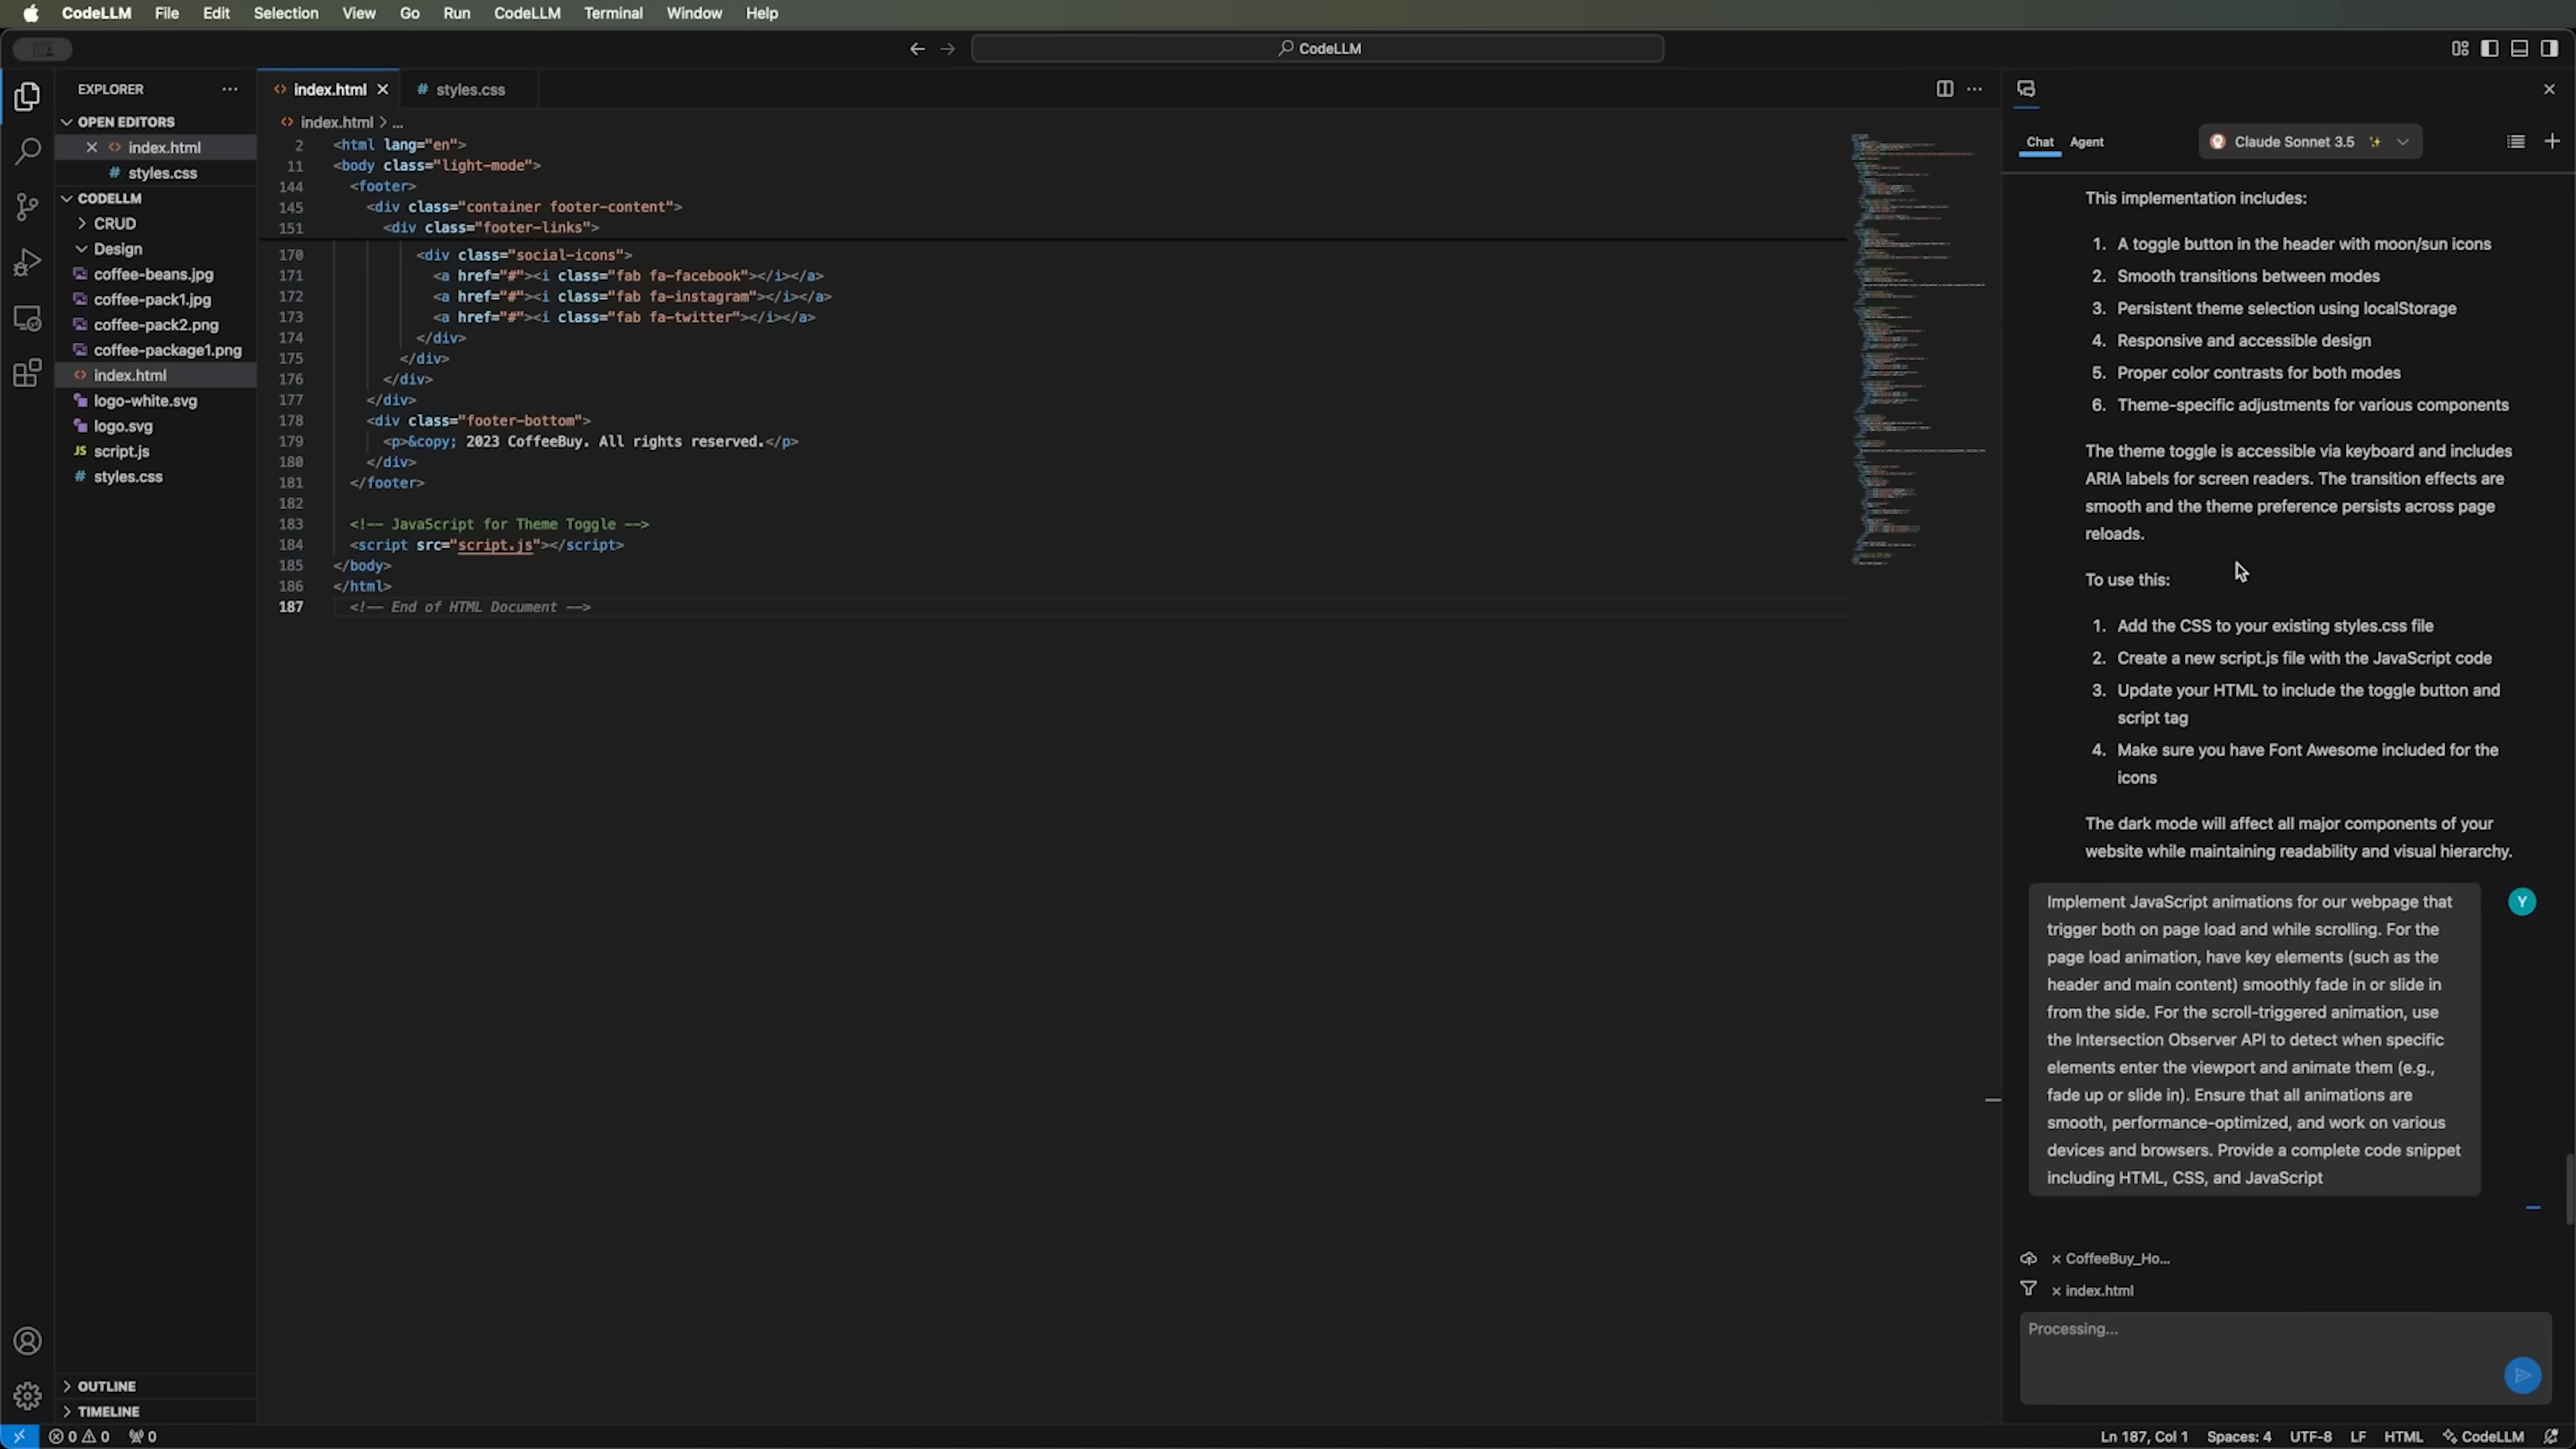 CodeLLM File Edit Selection View Go Run CodeLLM Terminal Window Help
CodeLLM
EXPLORER
OPEN EDITORS
index.html
styles.css
CODELLM
CRUD
Design
coffee-beans.jpg
coffee-pack1.jpg
coffee-pack2.png
coffee-package1.png
index.html
logo-white.svg
logo.svg
JS script.js
# styles.css
OUTLINE
TIMELINE
index.html
# styles.css
index.html > ...
2 <html lang="en">
11 <body class="light-mode">
144 <footer>
145 <div class="container footer-content">
151 <div class="footer-links">
170 <div class="social-icons">
171 <a href="#"><i class="fab fa-facebook"></i></a>
172 <a href="#"><i class="fab fa-instagram"></i></a>
173 <a href="#"><i class="fab fa-twitter"></i></a>
174 </div>
175 </div>
176 </div>
177 </div>
178 <div class="footer-bottom">
179 <p>&copy; 2023 CoffeeBuy. All rights reserved.</p>
180 </div>
181 </footer>
182
183 <!-- JavaScript for Theme Toggle -->
184 <script src="script.js"></script>
185 </body>
186 </html>
187 <!-- End of HTML Document -->
Chat Agent
Claude Sonnet 3.5
This implementation includes:
1. A toggle button in the header with moon/sun icons
2. Smooth transitions between modes
3. Persistent theme selection using localStorage
4. Responsive and accessible design
5. Proper color contrasts for both modes
6. Theme-specific adjustments for various components
The theme toggle is accessible via keyboard and includes
ARIA labels for screen readers. The transition effects are
smooth and the theme preference persists across page
reloads.
To use this:
1. Add the CSS to your existing styles.css file
2. Create a new script.js file with the JavaScript code
3. Update your HTML to include the toggle button and
script tag
4. Make sure you have Font Awesome included for the
icons
The dark mode will affect all major components of your
website while maintaining readability and visual hierarchy.
Y
Implement JavaScript animations for our webpage that
trigger both on page load and while scrolling. For the
page load animation, have key elements (such as the
header and main content) smoothly fade in or slide in
from the side. For the scroll-triggered animation, use
the Intersection Observer API to detect when specific
elements enter the viewport and animate them (e.g.,
fade up or slide in). Ensure that all animations are
smooth, performance-optimized, and work on various
devices and browsers. Provide a complete code snippet
including HTML, CSS, and JavaScript
× CoffeeBuy_Ho...
× index.html
Processing...
0 0 0
Ln 187, Col 1 Spaces: 4 UTF-8 LF HTML CodeLLM